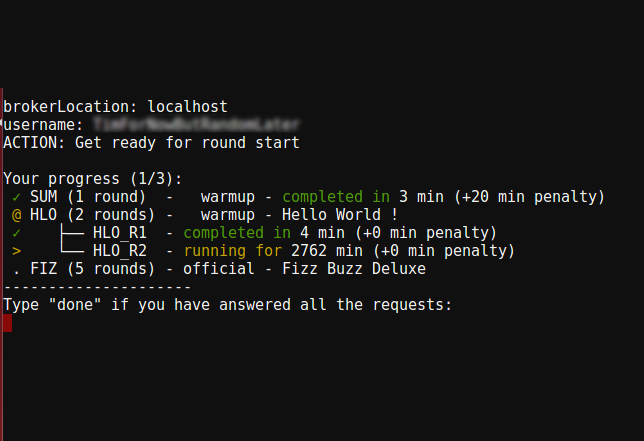 brokerLocation: localhost
username:
ACTION: Get ready for round start
Your progress (1/3):
✓ SUM (1 round)  -   warmup - completed in 3 min (+20 min penalty)
@ HLO (2 rounds) -   warmup - Hello World !
✓    ├── HLO_R1  - completed in 4 min (+0 min penalty)
>    └── HLO_R2  - running for 2762 min (+0 min penalty)
. FIZ (5 rounds) - official - Fizz Buzz Deluxe
---------------------
Type "done" if you have answered all the requests: